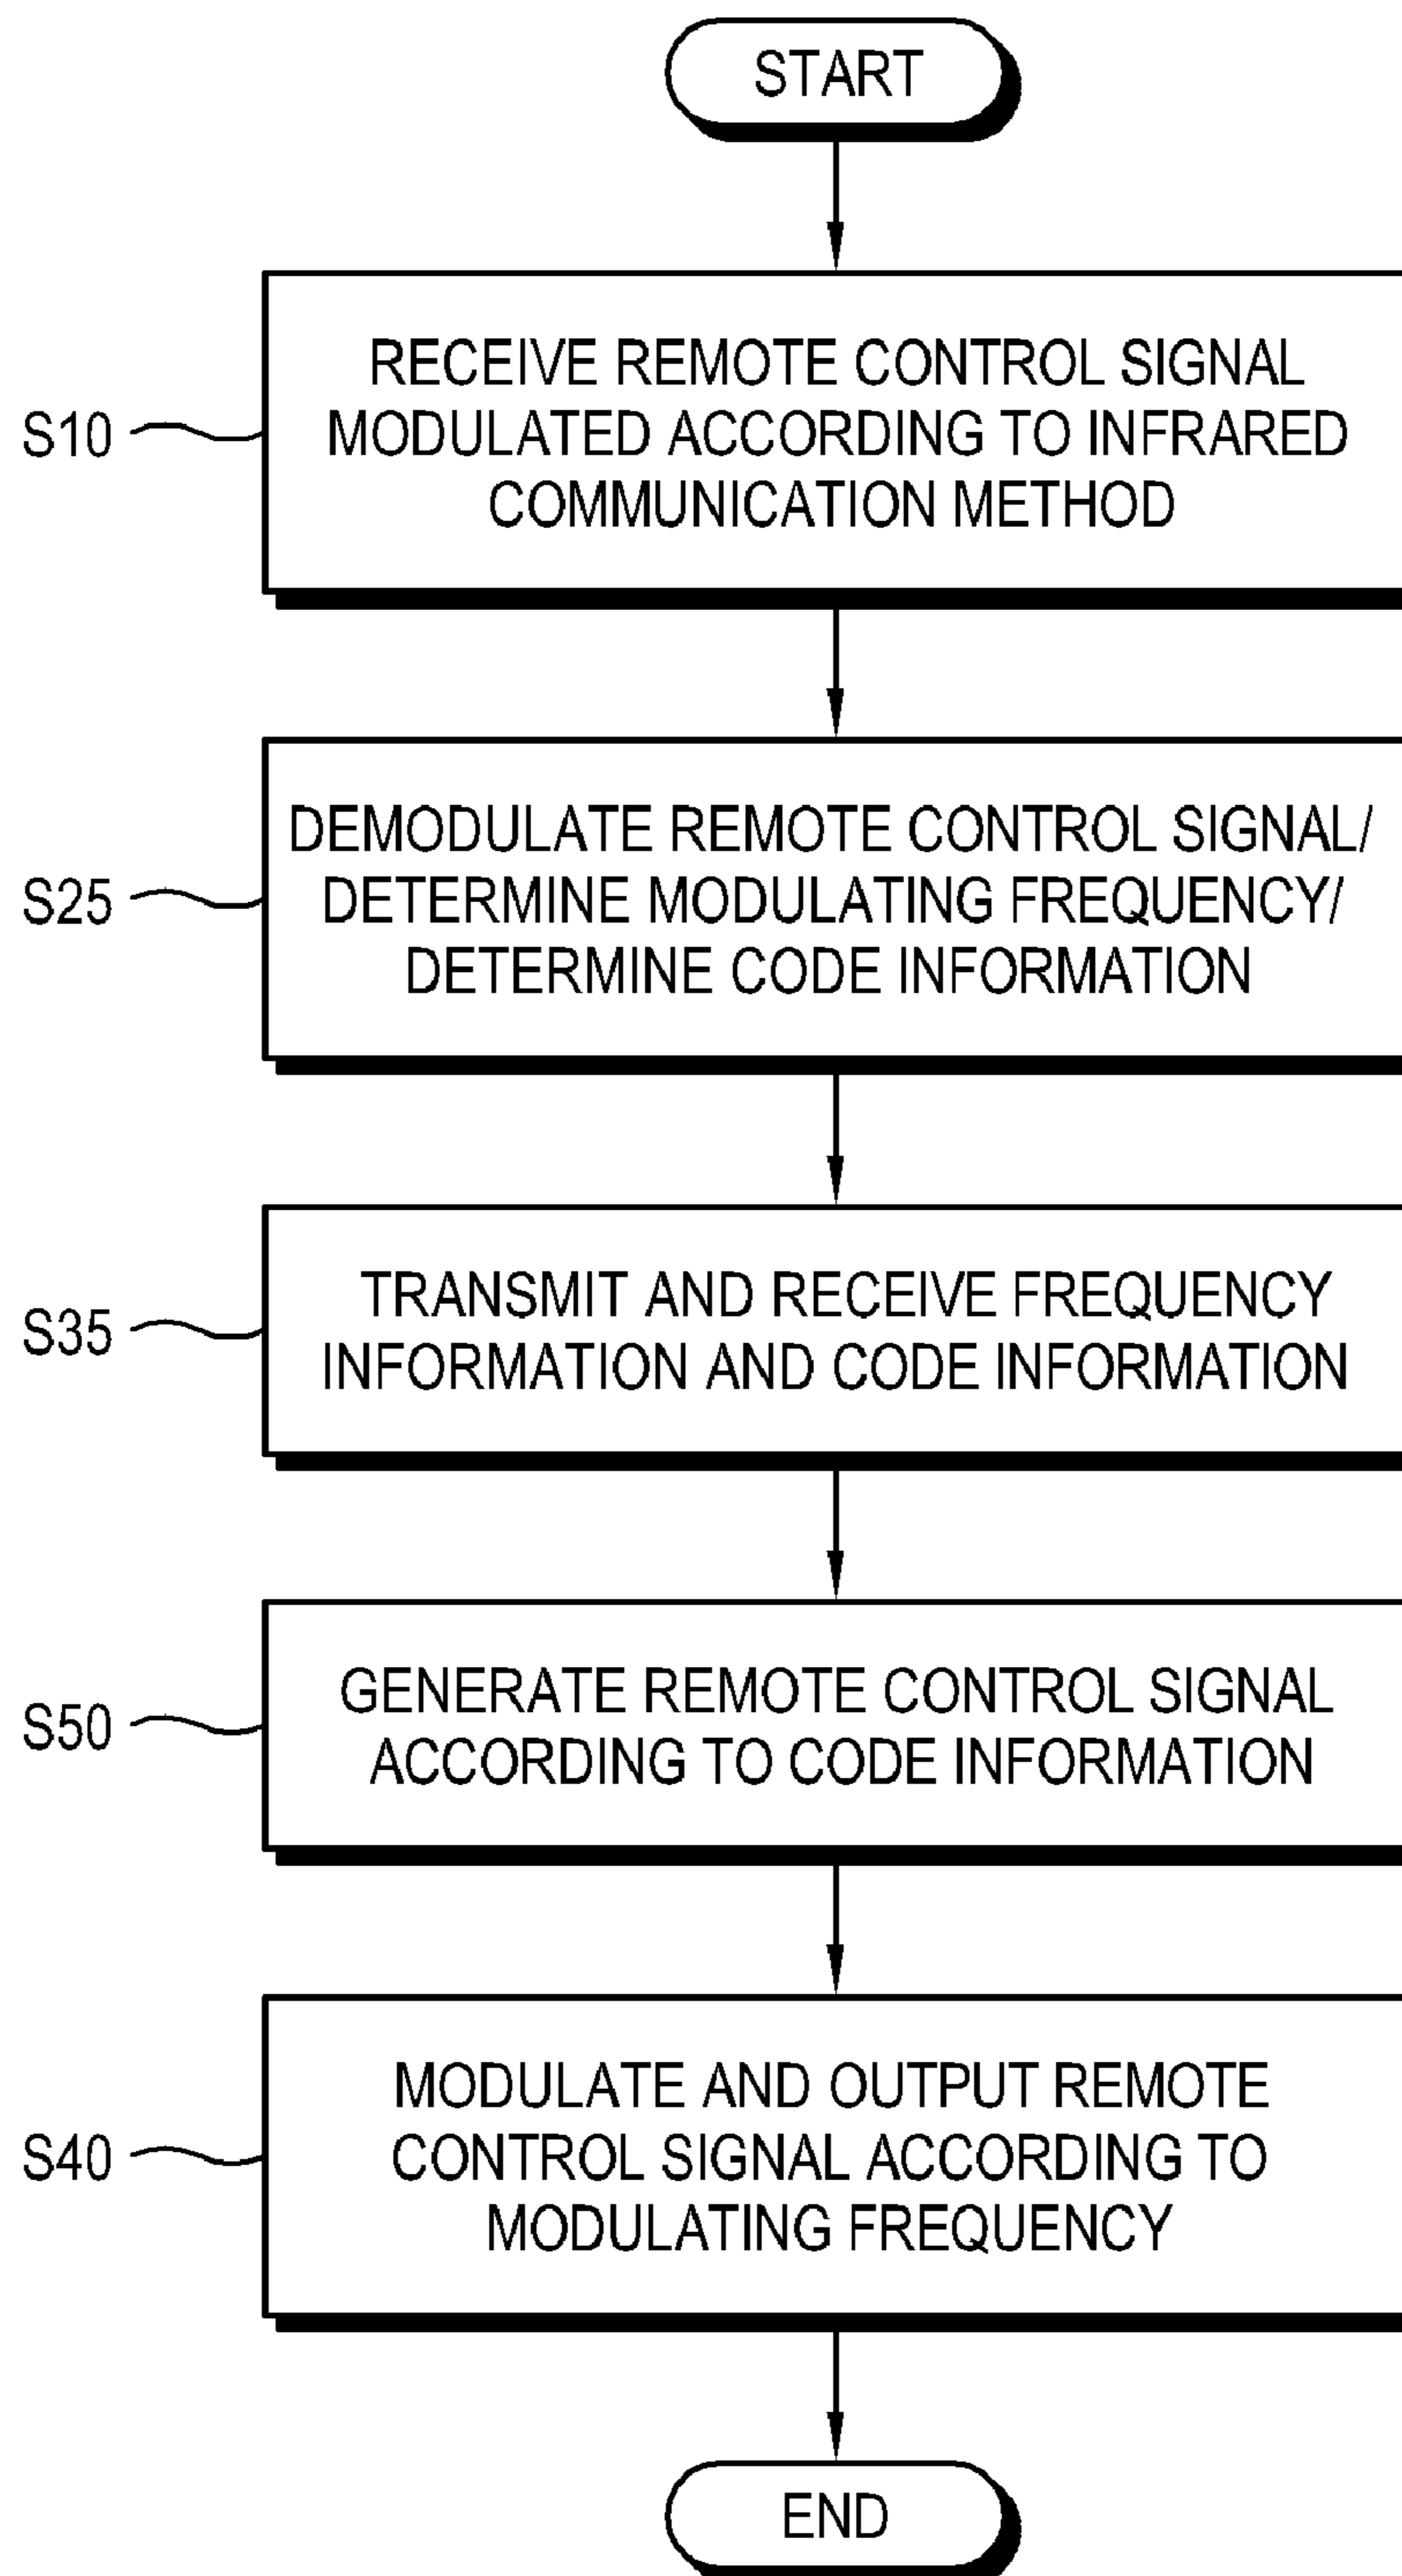 START
S10
RECEIVE REMOTE CONTROL SIGNAL
MODULATED ACCORDING TO INFRARED
COMMUNICATION METHOD
S25
DEMODULATE REMOTE CONTROL SIGNAL/
DETERMINE MODULATING FREQUENCY/
DETERMINE CODE INFORMATION
S35
TRANSMIT AND RECEIVE FREQUENCY
INFORMATION AND CODE INFORMATION
S50
GENERATE REMOTE CONTROL SIGNAL
ACCORDING TO CODE INFORMATION
S40
MODULATE AND OUTPUT REMOTE
CONTROL SIGNAL ACCORDING TO
MODULATING FREQUENCY
END